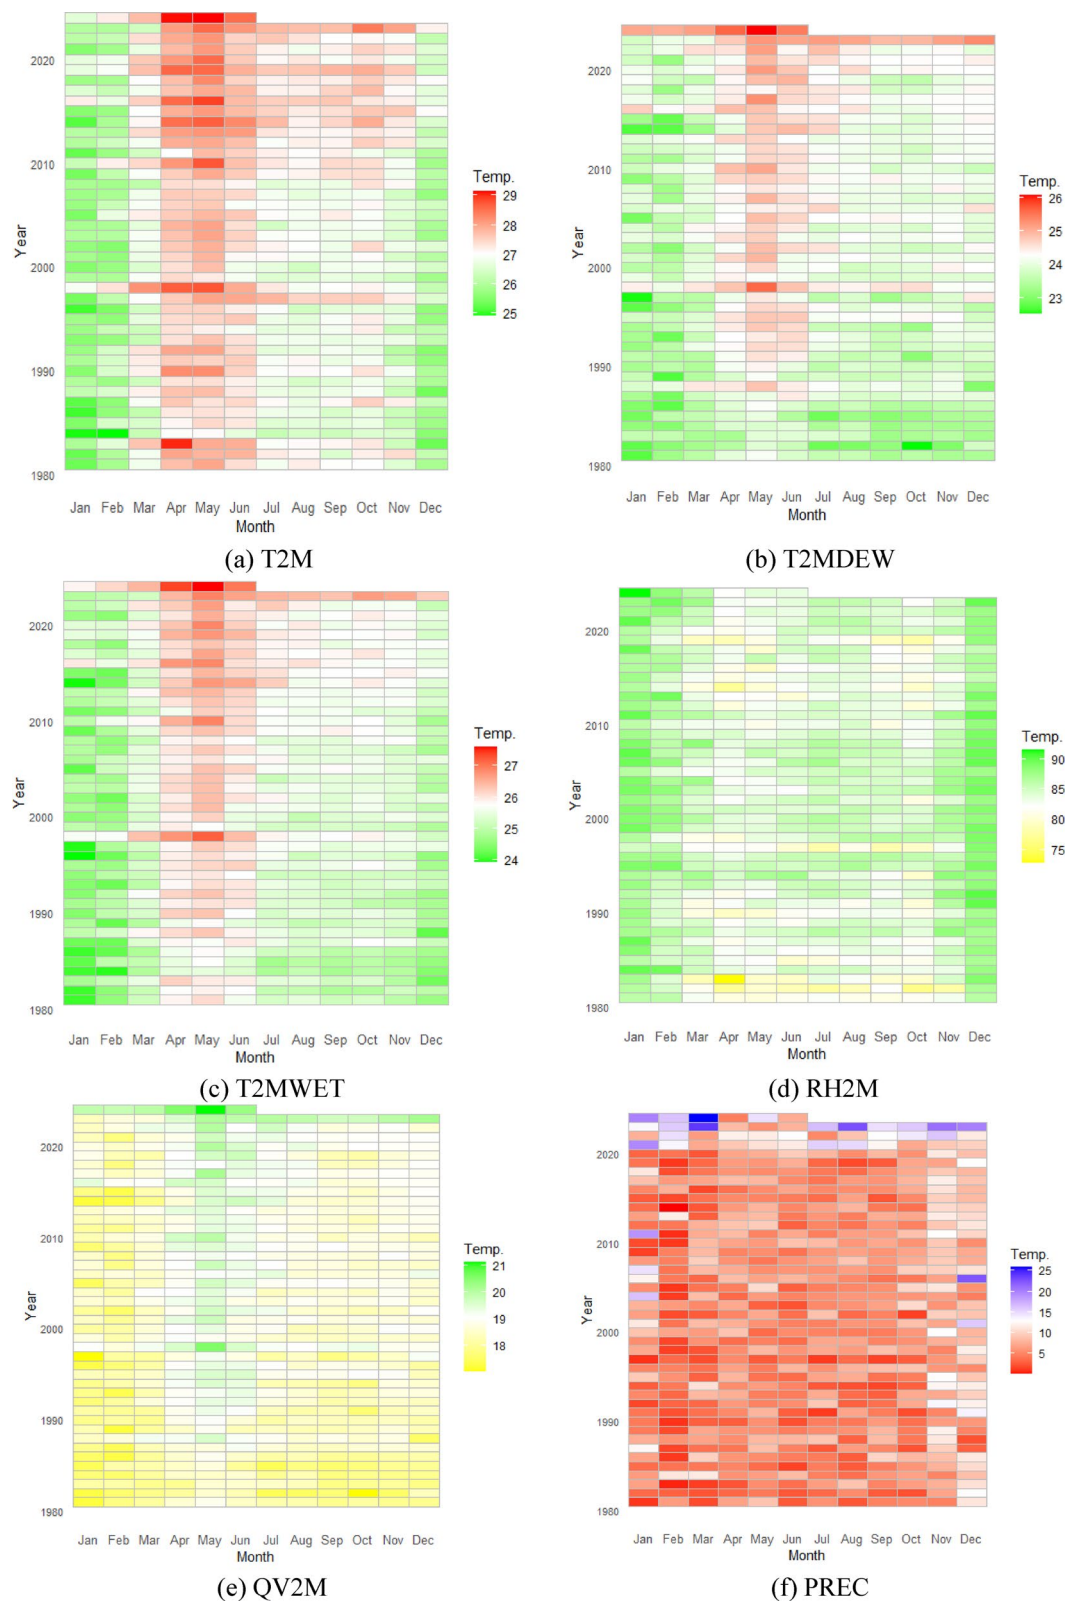 Year
2020
2010
2000
1990
1980
Jan Feb Mar Apr May Jun Jul Aug Sep Oct Nov Dec
Month
Temp.
29
28
27
26
25
(a) T2M
Year
2020
2010
2000
1990
1980
Jan Feb Mar Apr May Jun Jul Aug Sep Oct Nov Dec
Month
Temp.
26
25
24
23
(b) T2MDEW
Year
2020
2010
2000
1990
1980
Jan Feb Mar Apr May Jun Jul Aug Sep Oct Nov Dec
Month
Temp.
27
26
25
24
(c) T2MWET
Year
2020
2010
2000
1990
1980
Jan Feb Mar Apr May Jun Jul Aug Sep Oct Nov Dec
Month
Temp.
90
85
80
75
(d) RH2M
Year
2020
2010
2000
1990
1980
Jan Feb Mar Apr May Jun Jul Aug Sep Oct Nov Dec
Month
Temp.
21
20
19
18
(e) QV2M
Year
2020
2010
2000
1990
1980
Jan Feb Mar Apr May Jun Jul Aug Sep Oct Nov Dec
Month
Temp.
25
20
15
10
5
(f) PREC